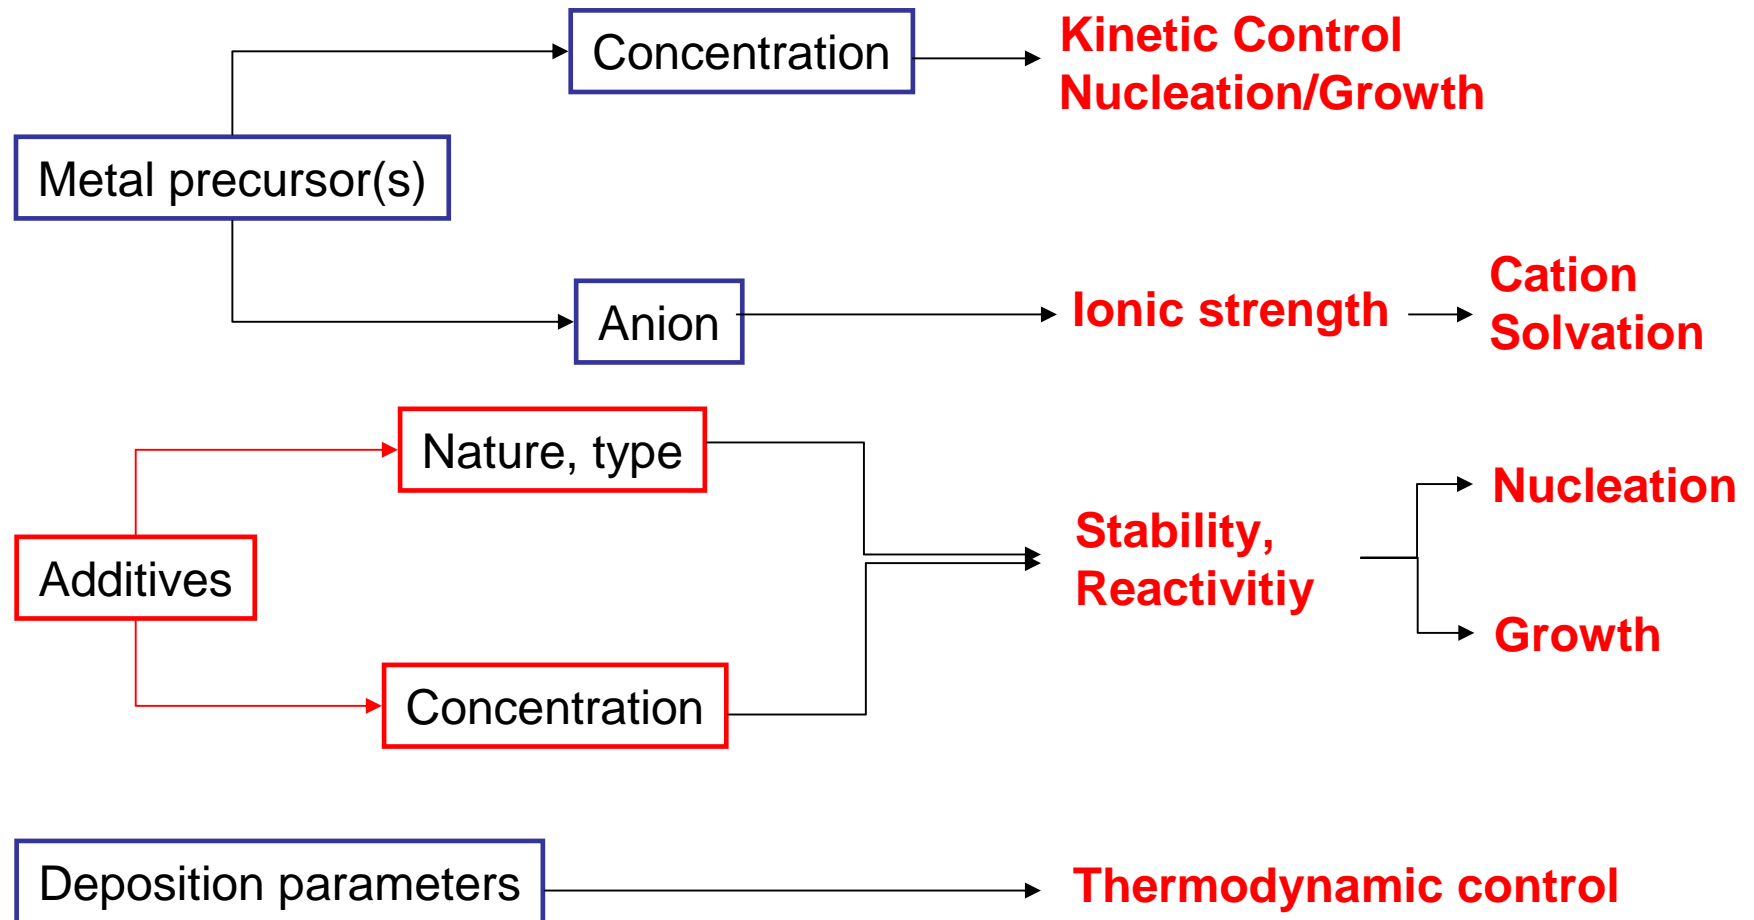 Concentration
Kinetic Control
Nucleation/Growth
Metal precursor(s)
Anion
Ionic strength
Cation
Solvation
Nature, type
Additives
Concentration
Stability,
Reactivitiy
Nucleation
Growth
Deposition parameters
Thermodynamic control